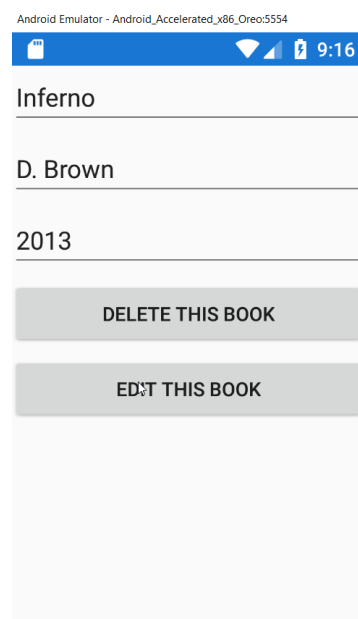 Android Emulator - Android_Accelerated_x86_Oreo:5554
9:16
Inferno
D. Brown
2013
DELETE THIS BOOK
EDIT THIS BOOK